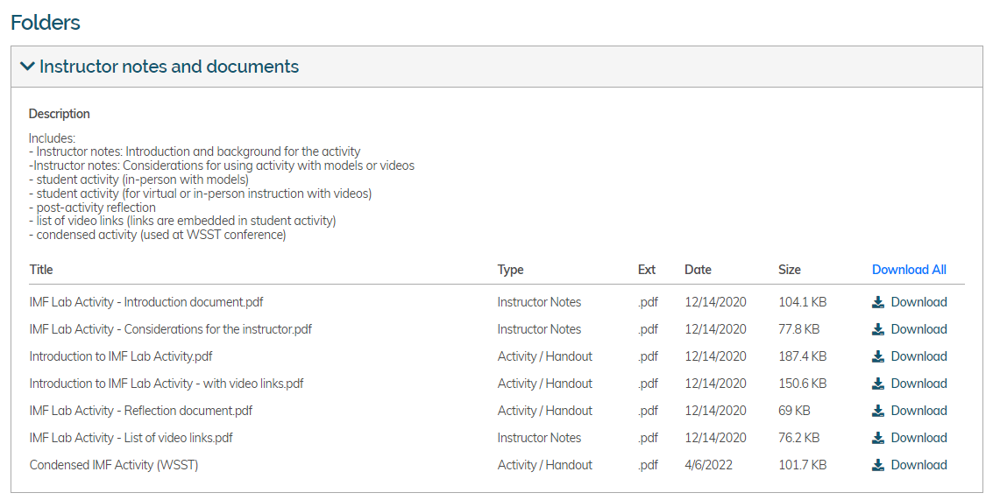 Folders
Instructor notes and documents
Description
Includes:
- Instructor notes: Introduction and background for the activity
-Instructor notes: Considerations for using activity with models or videos
- student activity (in-person with models)
- student activity (for virtual or in-person instruction with videos)
- post-activity reflection
- list of video links (links are embedded in student activity)
- condensed activity (used at WSST conference)
Title Type Ext Date Size Download All
IMF Lab Activity - Introduction document.pdf Instructor Notes .pdf 12/14/2020 104.1 KB Download
IMF Lab Activity - Considerations for the instructor.pdf Instructor Notes .pdf 12/14/2020 77.8 KB Download
Introduction to IMF Lab Activity.pdf Activity / Handout .pdf 12/14/2020 187.4 KB Download
Introduction to IMF Lab Activity - with video links.pdf Activity / Handout .pdf 12/14/2020 150.6 KB Download
IMF Lab Activity - Reflection document.pdf Activity / Handout .pdf 12/14/2020 69 KB Download
IMF Lab Activity - List of video links.pdf Instructor Notes .pdf 12/14/2020 76.2 KB Download
Condensed IMF Activity (WSST) Activity / Handout .pdf 4/6/2022 101.7 KB Download